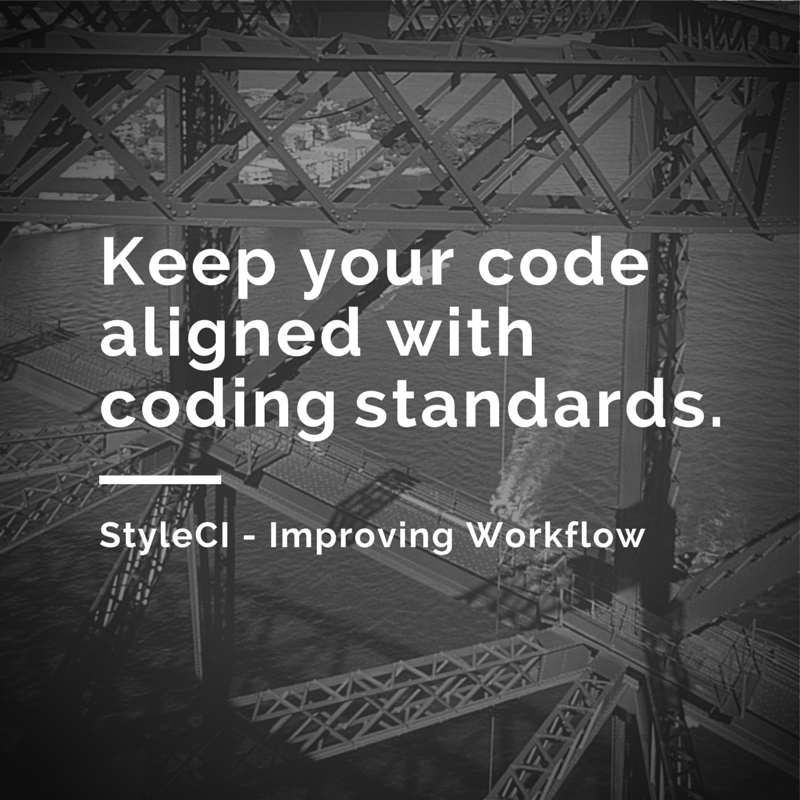 Keep your code
aligned with
coding standards.
StyleCI - Improving Workflow